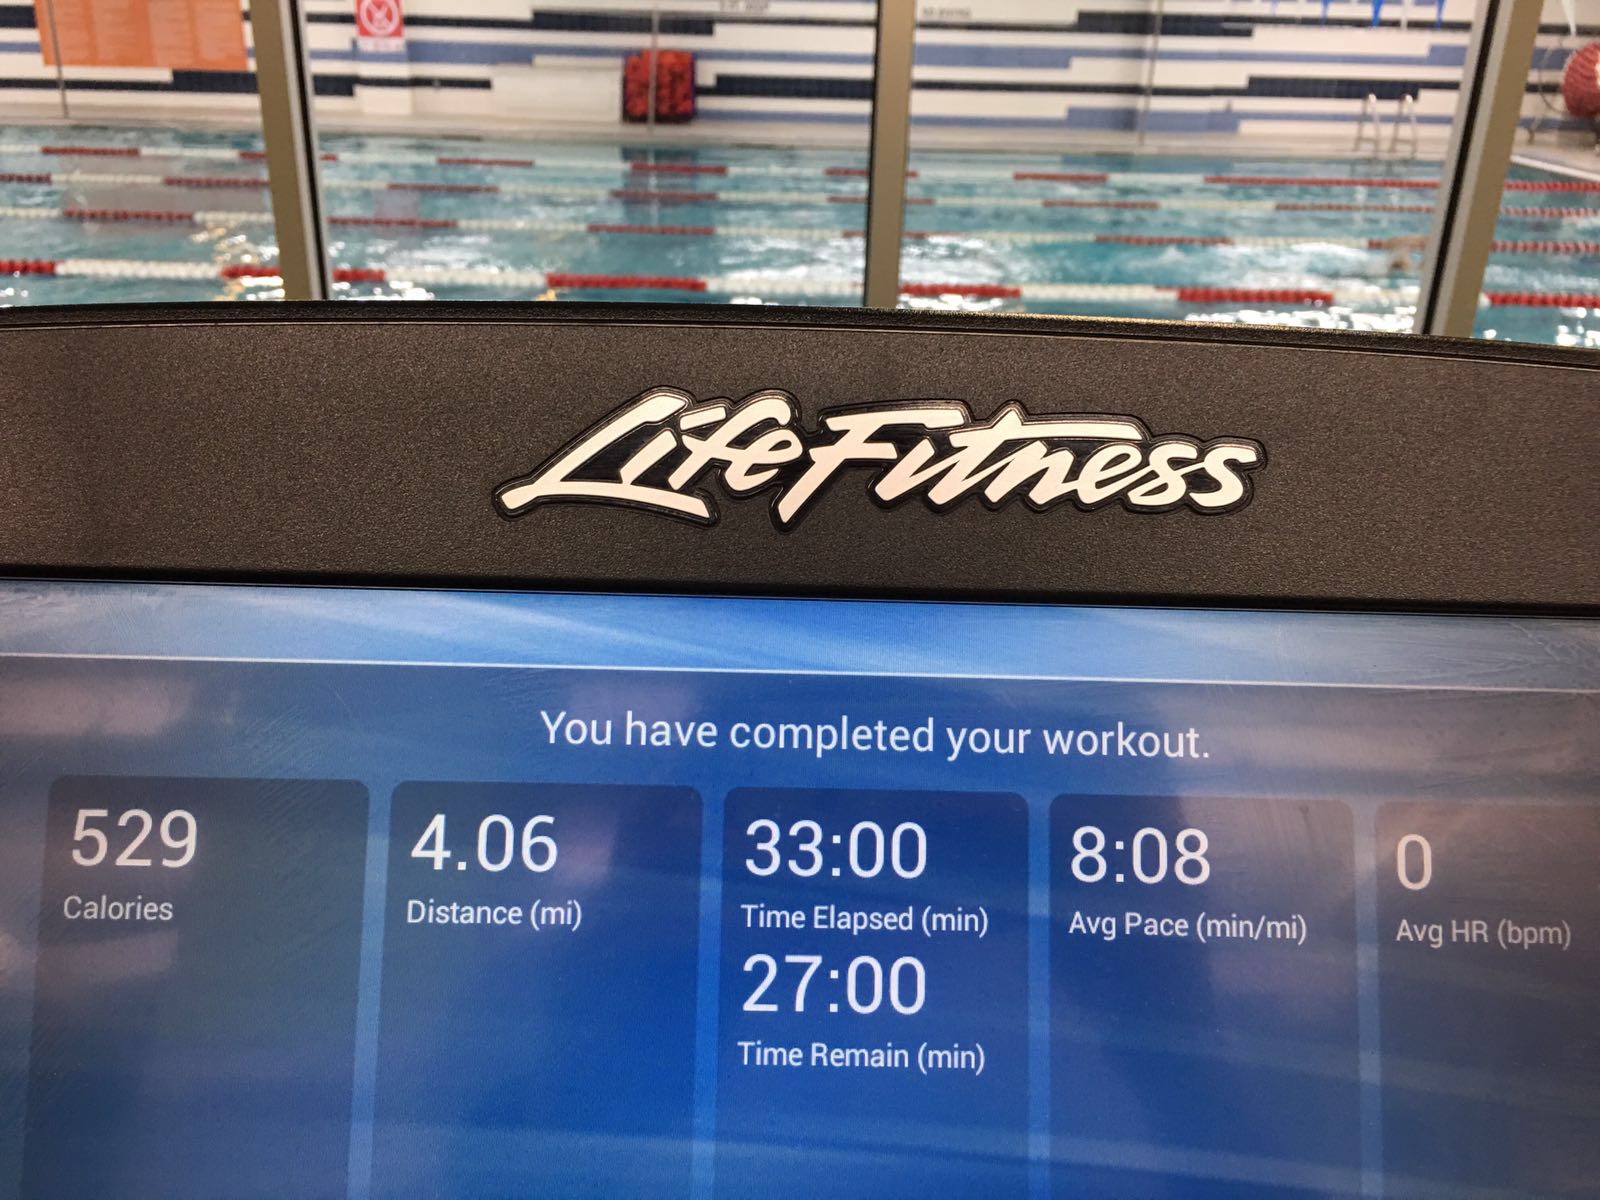 LifeFitness
You have completed your workout.
529
Calories
4.06
Distance (mi)
33:00
Time Elapsed (min)
27:00
Time Remain (min)
8:08
Avg Pace (min/mi)
0
Avg HR (bpm)